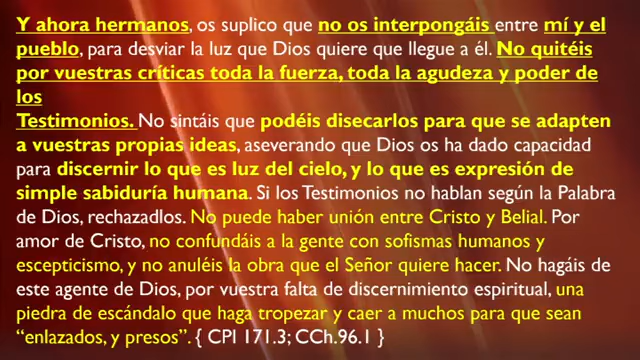 Y ahora hermanos, os suplico que no os interpongáis entre mí y el
pueblo, para desviar la luz que Dios quiere que llegue a él. No quitéis
por vuestras críticas toda la fuerza, toda la agudeza y poder de
los
Testimonios. No sintáis que podéis disecarlos para que se adapten
a vuestras propias ideas, aseverando que Dios os ha dado capacidad
para discernir lo que es luz del cielo, y lo que es expresión de
simple sabiduría humana. Si los Testimonios no hablan según la Palabra
de Dios, rechazadlos. No puede haber unión entre Cristo y Belial. Por
amor de Cristo, no confundáis a la gente con sofismas humanos y
escepticismo, y no anuléis la obra que el Señor quiere hacer. No hagáis de
este agente de Dios, por vuestra falta de discernimiento espiritual, una
piedra de escándalo que haga tropezar y caer a muchos para que sean
“enlazados, y presos”. { CPI 171.3; CCh.96.1 }